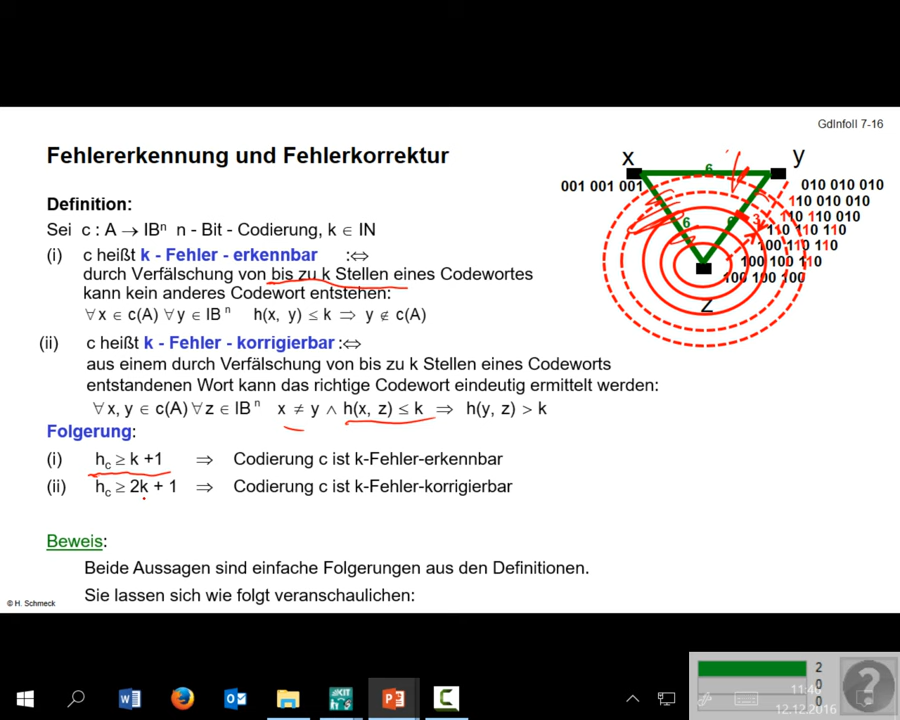 GdInfoII 7-16
Fehlererkennung und Fehlerkorrektur
Definition:
Sei c : A → IBⁿ n - Bit - Codierung, k ∈ IN
(i) c heißt k - Fehler - erkennbar :⇔
durch Verfälschung von bis zu k Stellen eines Codewortes
kann kein anderes Codewort entstehen:
∀x ∈ c(A) ∀y ∈ IBⁿ h(x, y) ≤ k ⇒ y ∉ c(A)
(ii) c heißt k - Fehler - korrigierbar :⇔
aus einem durch Verfälschung von bis zu k Stellen eines Codeworts
entstandenen Wort kann das richtige Codewort eindeutig ermittelt werden:
∀x, y ∈ c(A) ∀z ∈ IBⁿ x ≠ y ∧ h(x, z) ≤ k ⇒ h(y, z) > k
Folgerung:
(i) h_c ≥ k +1 ⇒ Codierung c ist k-Fehler-erkennbar
(ii) h_c ≥ 2k + 1 ⇒ Codierung c ist k-Fehler-korrigierbar
Beweis:
Beide Aussagen sind einfache Folgerungen aus den Definitionen.
Sie lassen sich wie folgt veranschaulichen:
© H. Schmeck
x
y
6
001 001 001
010 010 010
110 010 010
110 110 010
6
110 110 110
100 110 110
100 100 110
100 100 100
z
2
0
0
11:40
12.12.2016